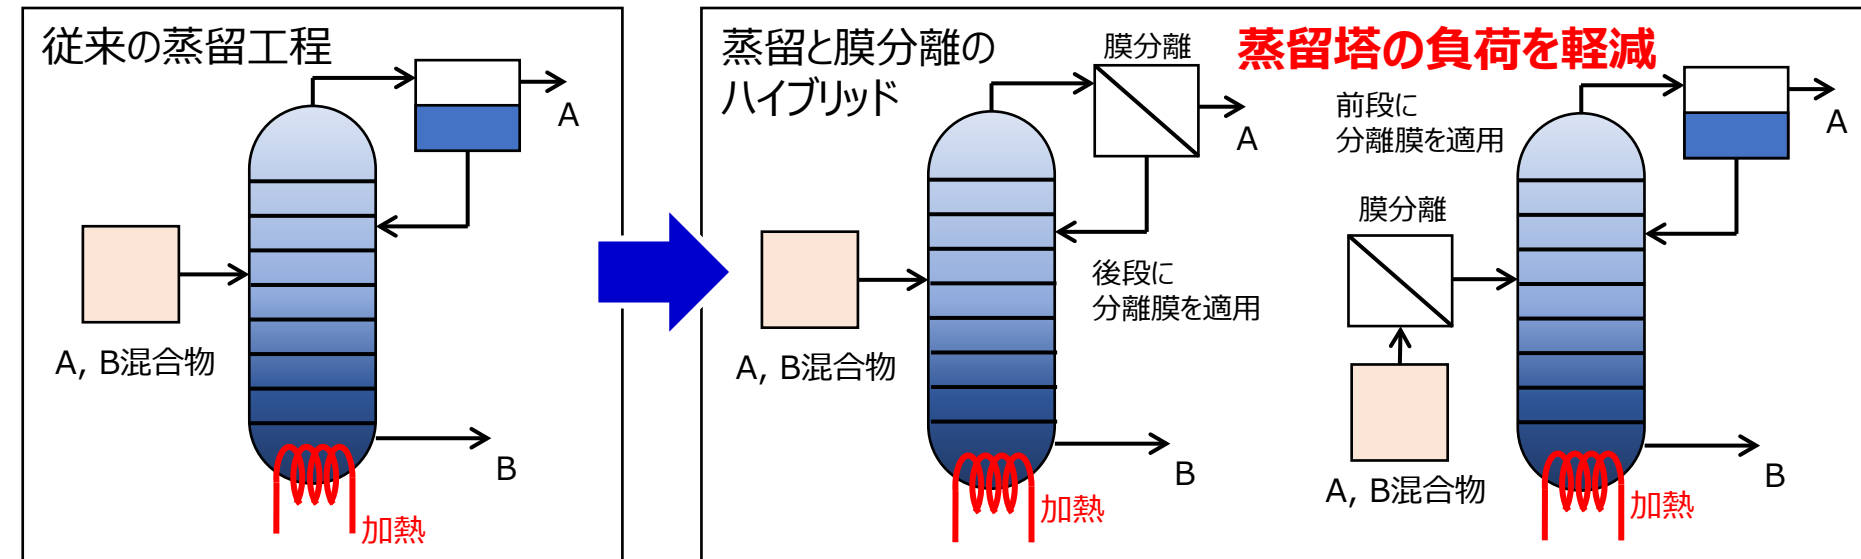 従来の蒸留工程
A
A, B混合物
B
加熱
蒸留と膜分離の
ハイブリッド
膜分離
A
後段に
分離膜を適用
A, B混合物
B
加熱
蒸留塔の負荷を軽減
前段に
分離膜を適用
A
膜分離
A, B混合物
B
加熱